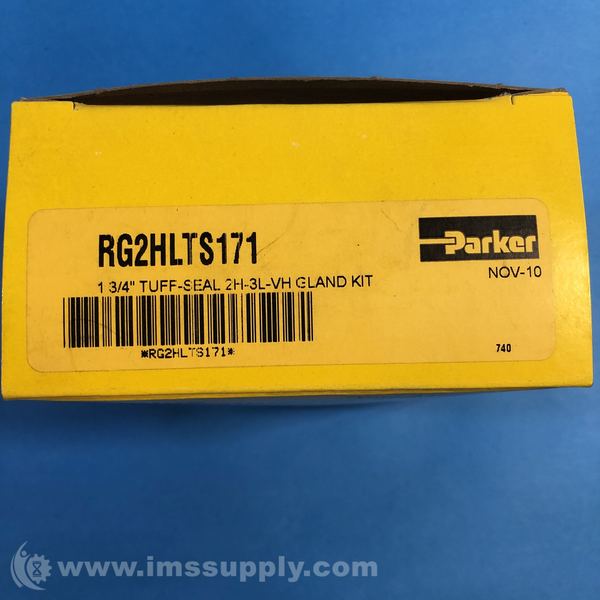 RG2HLTS171
Parker
NOV-10
1 3/4" TUFF-SEAL 2H-3L-VH GLAND KIT
*RG2HLTS171*
740
www.imssupply.com